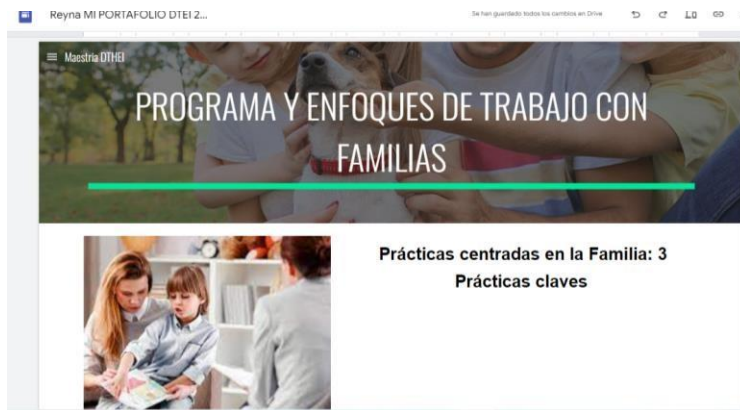 Reyna MI PORTAFOLIO DTEI 2...
Se han guardado todos los cambios en Drive
Maestria DTHEI
PROGRAMA Y ENFOQUES DE TRABAJO CON
FAMILIAS
Prácticas centradas en la Familia: 3
Prácticas claves